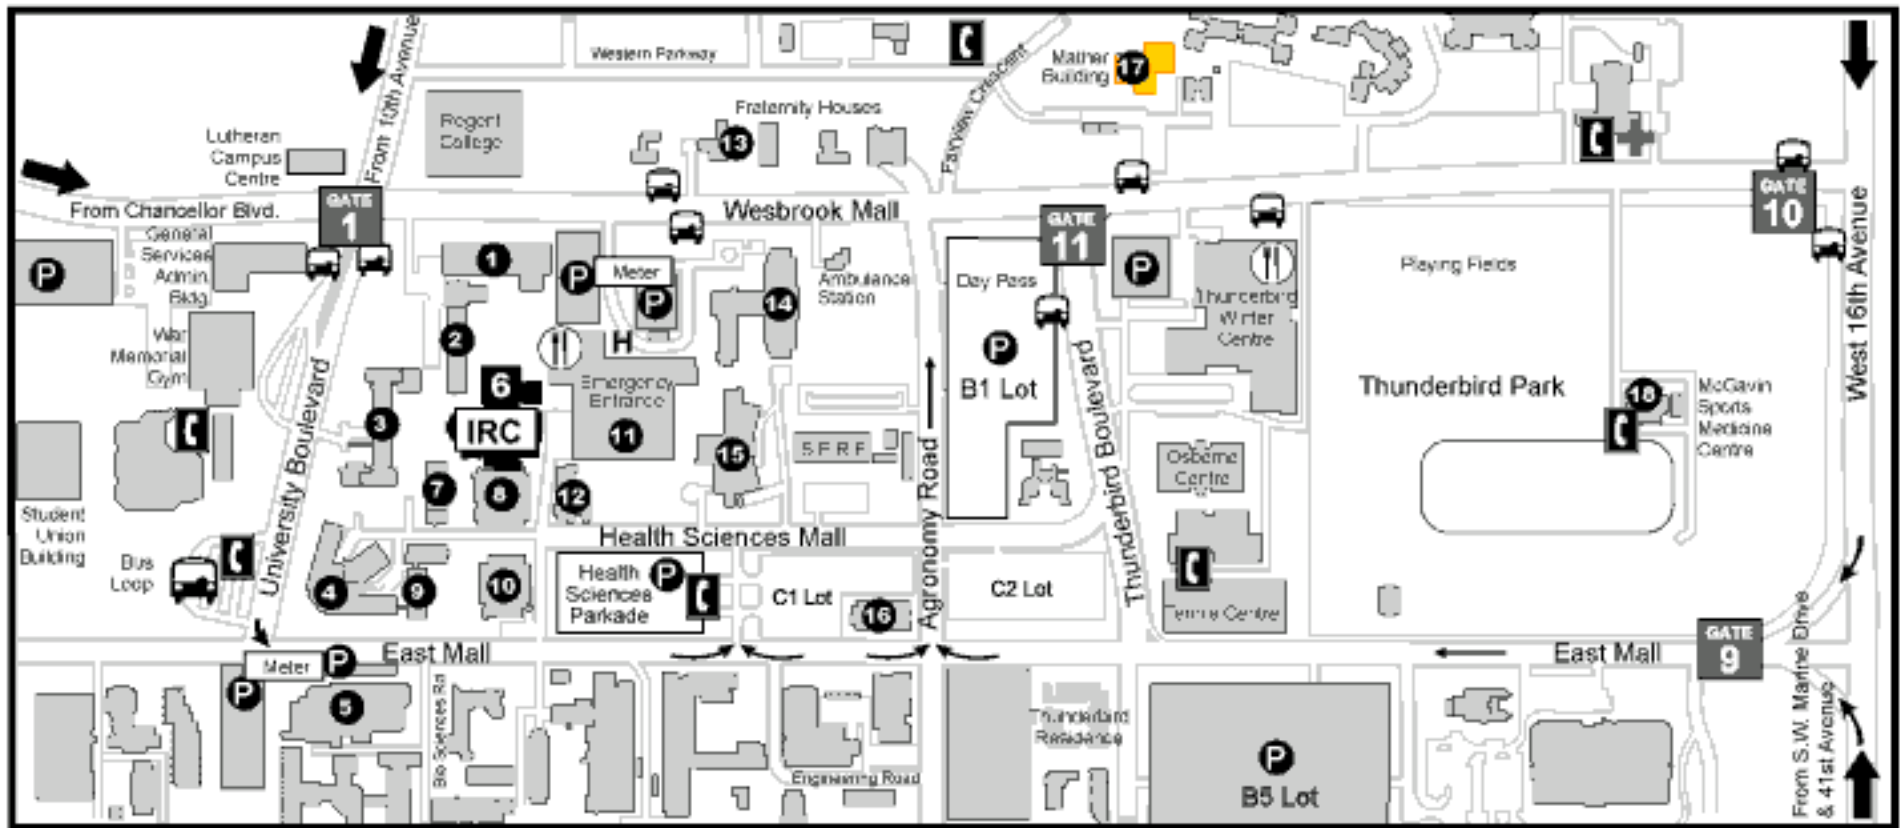 From 10th Avenue
Western Parkway
Fairview Crescent
Mather
Building
17
Fraternity Houses
13
Regent
College
Lutheran
Campus
Centre
GATE
1
From Chancellor Blvd.
Wesbrook Mall
GATE
11
GATE
10
West 16th Avenue
General
Services
Admin.
Bldg.
P
1
P
Meter
P
14
Ambulance
Station
Day Pass
P
B1 Lot
P
Thunderbird
Winter
Centre
Playing Fields
War
Memorial
Gym
2
H
6
IRC
Emergency
Entrance
11
3
15
S F R F
University Boulevard
Agronomy Road
Thunderbird Boulevard
Thunderbird Park
18
McGavin
Sports
Medicine
Centre
Osborne
Centre
7
8
12
Student
Union
Building
Bus
Loop
Health Sciences Mall
4
9
10
Health
Sciences
Parkade
P
C1 Lot
16
C2 Lot
Tennis Centre
East Mall
East Mall
GATE
9
Meter
P
P
5
Bio Sciences Rd
Engineering Road
Thunderbird
Residence
P
B5 Lot
From S.W. Marine Drive
& 41st Avenue